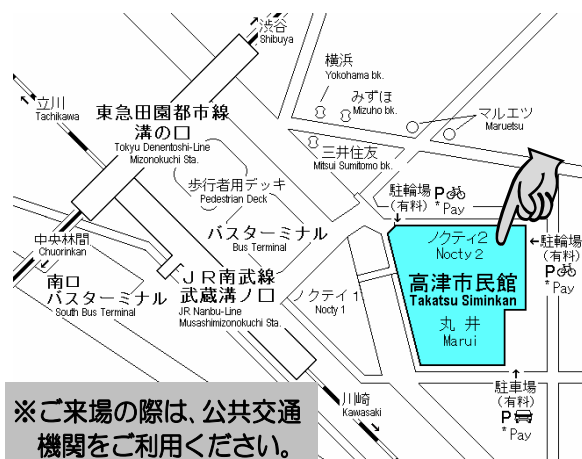 渋谷
Shibuya
横浜
Yokohama bk.
みずほ
Mizuho bk.
立川
Tachikawa
東急田園都市線
溝の口
Tokyu Denentoshi-Line
Mizonokuchi Sta.
マルエツ
Maruetsu
三井住友
Mitsui Sumitomo bk.
歩行者用デッキ
Pedestrian Deck
駐輪場
(有料)
P
* Pay
バスターミナル
Bus Terminal
中央林間
Chuorinkan
ノクティ2
Nocty 2
駐輪場
(有料)
P
* Pay
南口
バスターミナル
South Bus Terminal
JR南武線
武蔵溝ノ口
JR Nanbu-Line
Musashimizonokuchi Sta.
ノクティ1
Nocty 1
高津市民館
Takatsu Siminkan
丸井
Marui
駐車場
(有料)
P
* Pay
川崎
Kawasaki
※ご来場の際は、公共交通
機関をご利用ください。